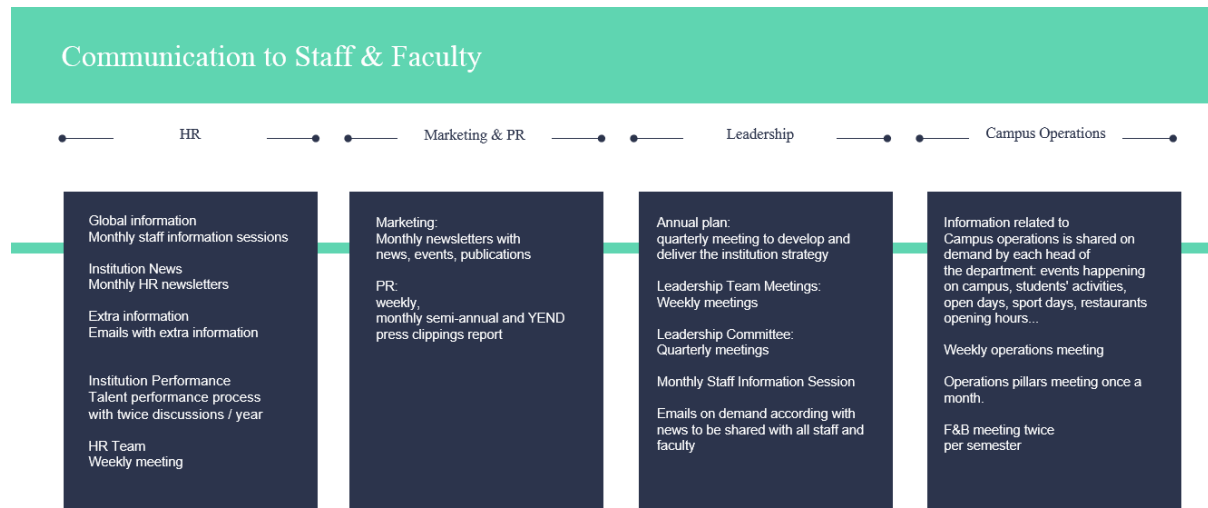 Communication to Staff & Faculty
HR
Marketing & PR
Leadership
Campus Operations
Global information
Monthly staff information sessions
Institution News
Monthly HR newsletters
Extra information
Emails with extra information
Institution Performance
Talent performance process
with twice discussions / year
HR Team
Weekly meeting
Marketing:
Monthly newsletters with
news, events, publications
PR:
weekly,
monthly semi-annual and YEND
press clippings report
Annual plan:
quarterly meeting to develop and
deliver the institution strategy
Leadership Team Meetings:
Weekly meetings
Leadership Committee:
Quarterly meetings
Monthly Staff Information Session
Emails on demand according with
news to be shared with all staff and
faculty
Information related to
Campus operations is shared on
demand by each head of
the department: events happening
on campus, students' activities,
open days, sport days, restaurants
opening hours...
Weekly operations meeting
Operations pillars meeting once a
month.
F&B meeting twice
per semester